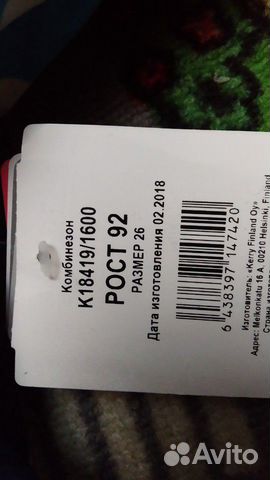 Комбинезон
K18419/1600
РОСТ 92
РАЗМЕР 26
Дата изготовления 02.2018
6 438397 147420
Изготовитель: «Kerry Finland Oy»
Адрес: Melkonkatu 16 A, 00210 Helsinki, Finland
Avito